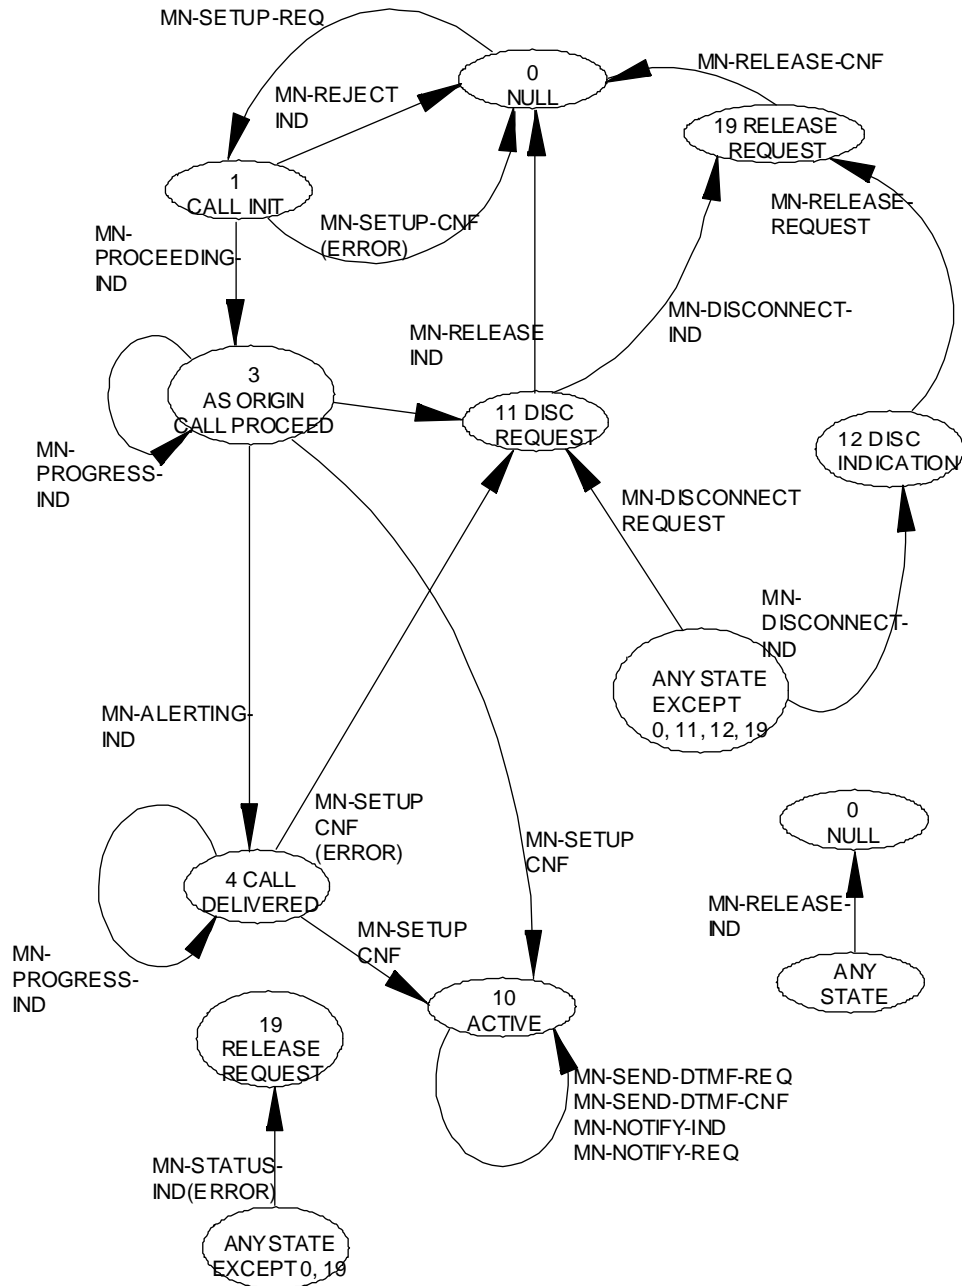 MN-SETUP-REQ
0
NULL
MN-RELEASE-CNF
MN-REJECT
IND
19 RELEASE
REQUEST
1
CALL INIT
MN-RELEASE-
REQUEST
MN-SETUP-CNF
(ERROR)
MN-
PROCEEDING-
IND
MN-RELEASE
IND
MN-DISCONNECT-
IND
3
AS ORIGIN
CALL PROCEED
11 DISC
REQUEST
12 DISC
INDICATION
MN-
PROGRESS-
IND
MN-DISCONNECT
REQUEST
MN-
DISCONNECT-
IND
ANY STATE
EXCEPT
0, 11, 12, 19
MN-ALERTING-
IND
MN-SETUP
CNF
(ERROR)
MN-SETUP
CNF
0
NULL
4 CALL
DELIVERED
MN-RELEASE-
IND
MN-SETUP
CNF
MN-
PROGRESS-
IND
ANY
STATE
10
ACTIVE
19
RELEASE
REQUEST
MN-SEND-DTMF-REQ
MN-SEND-DTMF-CNF
MN-NOTIFY-IND
MN-NOTIFY-REQ
MN-STATUS-
IND(ERROR)
ANY STATE
EXCEPT 0, 19